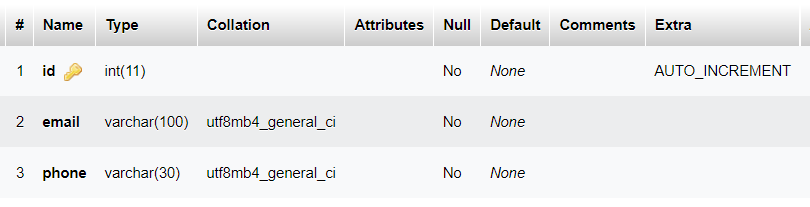 # Name Type Collation Attributes Null Default Comments Extra
1 id int(11) No None AUTO_INCREMENT
2 email varchar(100) utf8mb4_general_ci No None
3 phone varchar(30) utf8mb4_general_ci No None